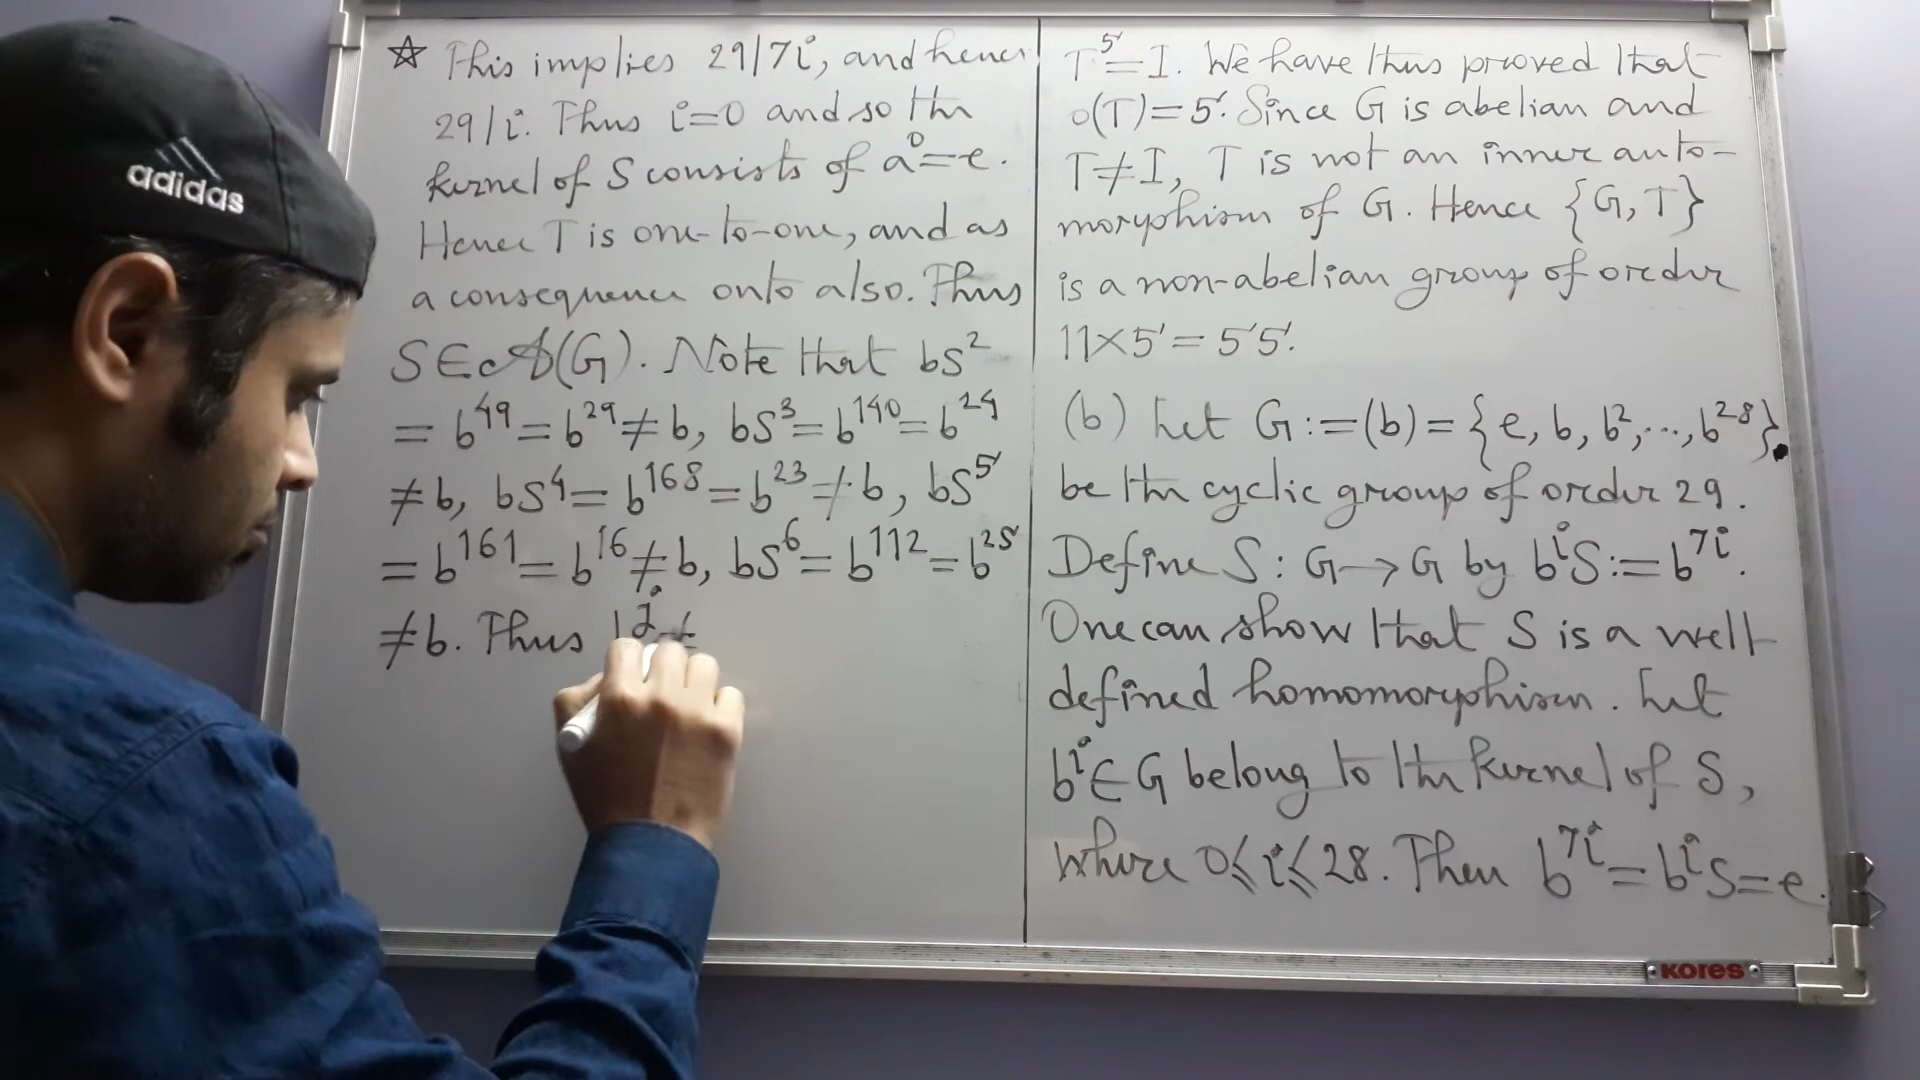 adidas
☆ This implies 29/7i, and hence
29/i. Thus i=0 and so the
kernel of S consists of a⁰=e.
Hence T is one-to-one, and as
a consequence onto also. Thus
S∈𝒜(G). Note that bS²
=b⁴⁹=b²⁹≠b, bS³=b¹⁴⁰=b²⁴
≠b, bS⁴=b¹⁶⁸=b²³≠b, bS⁵
=b¹⁶¹=b¹⁶≠b, bS⁶=b¹¹²=b²⁵
≠b. Thus
T⁵=I. We have thus proved that
o(T)=5. Since G is abelian and
T≠I, T is not an inner auto-
morphism of G. Hence {G,T}
is a non-abelian group of order
11×5=55.
(b) Let G:=(b)={e,b,b²,...,b²⁸}
be the cyclic group of order 29.
Define S:G→G by bⁱS:=b⁷ⁱ.
One can show that S is a well
defined homomorphism. Let
bⁱ∈G belong to the kernel of S,
where 0≤i≤28. Then b⁷ⁱ=bⁱS=e.
KORES